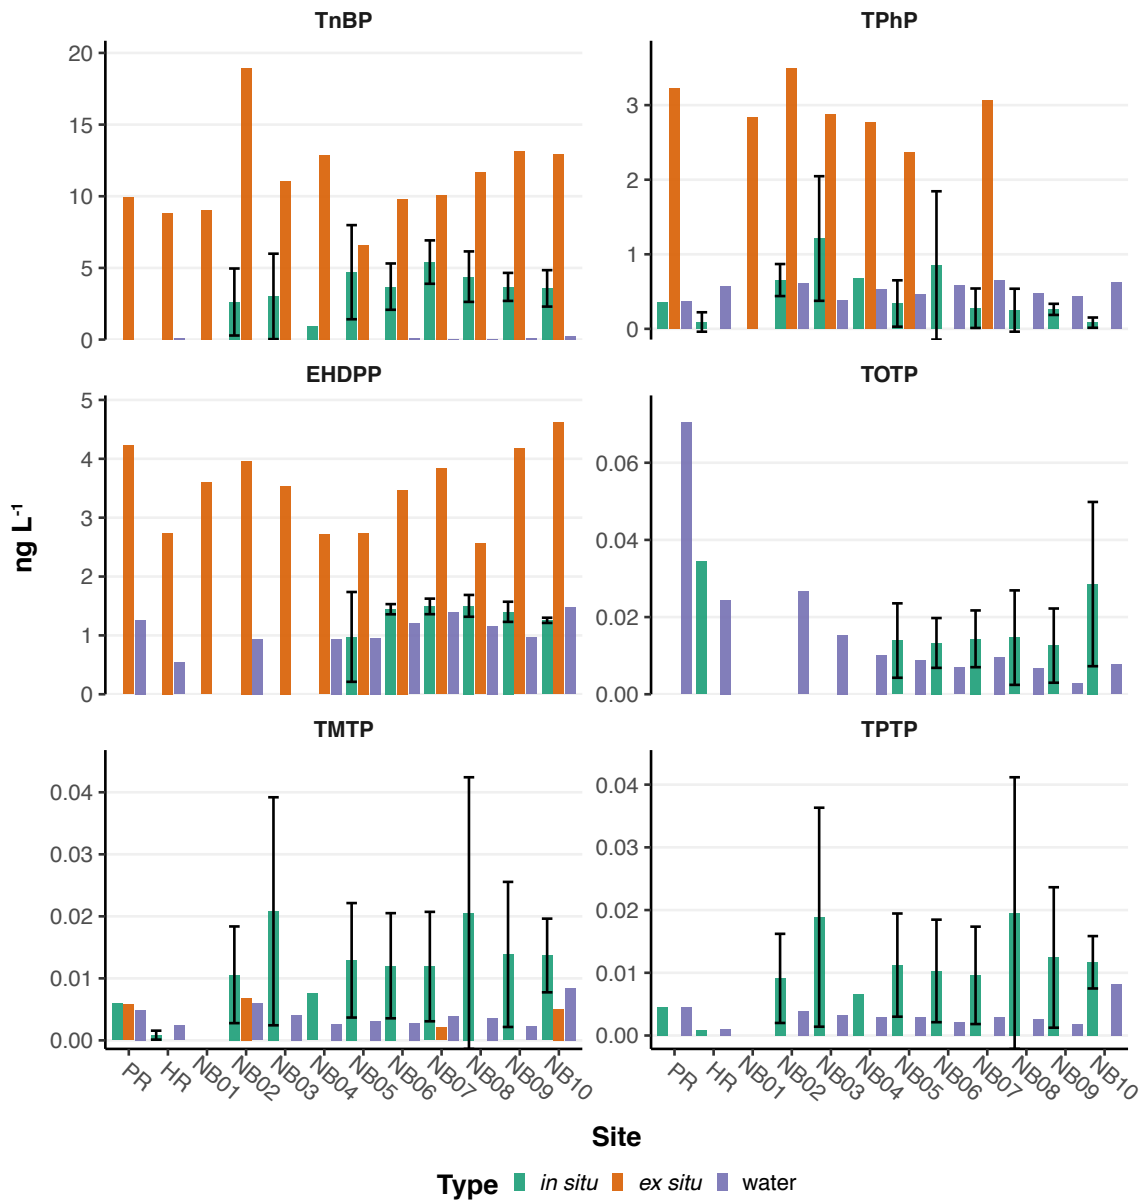 TnBP
TPhP
20
15
10
5
0
3
2
1
0
EHDPP
TOTP
5
4
3
2
1
0
0.06
0.04
0.02
0.00
ng L-1
TMTP
TPTP
0.04
0.03
0.02
0.01
0.00
0.04
0.03
0.02
0.01
0.00
PR HR NB01 NB02 NB03 NB04 NB05 NB06 NB07 NB08 NB09 NB10
PR HR NB01 NB02 NB03 NB04 NB05 NB06 NB07 NB08 NB09 NB10
Site
Type in situ ex situ water